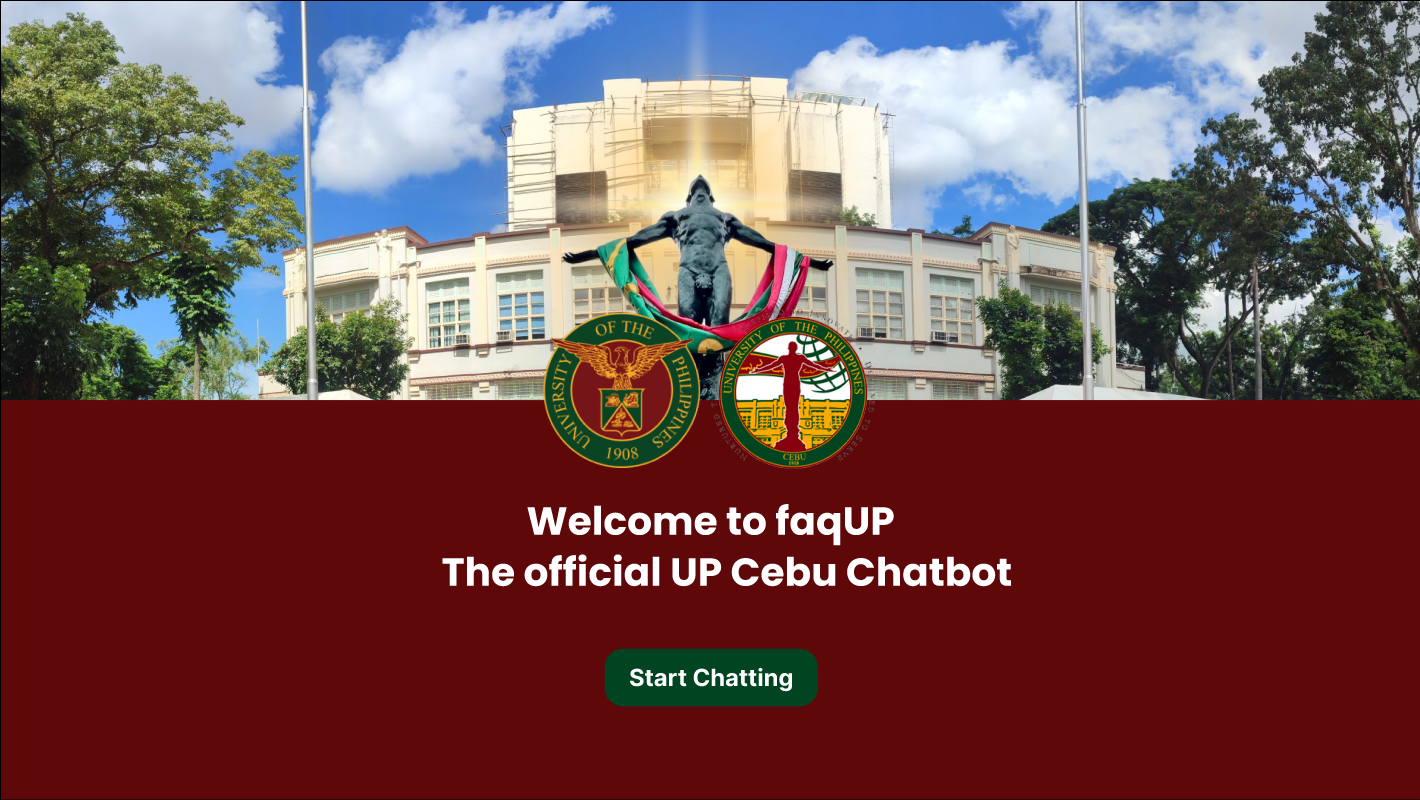 UNIVERSITY OF THE PHILIPPINES
1908
UNIVERSITY OF THE PHILIPPINES
CEBU
1918
Welcome to faqUP
The official UP Cebu Chatbot
Start Chatting